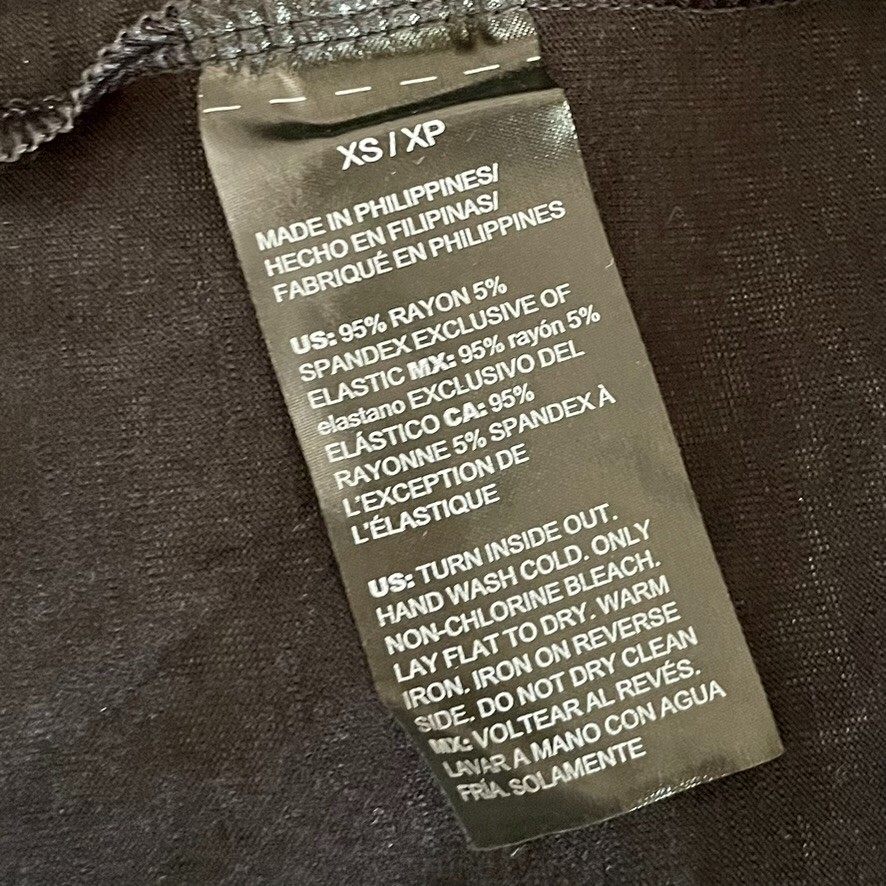 XS / XP
MADE IN PHILIPPINES/
HECHO EN FILIPINAS/
FABRIQUÉ EN PHILIPPINES
US: 95% RAYON 5%
SPANDEX EXCLUSIVE OF
ELASTIC MX: 95% rayón 5%
elastano EXCLUSIVO DEL
ELÁSTICO CA: 95%
RAYONNE 5% SPANDEX À
L'EXCEPTION DE
L'ÉLASTIQUE
US: TURN INSIDE OUT.
HAND WASH COLD. ONLY
NON-CHLORINE BLEACH.
LAY FLAT TO DRY. WARM
IRON. IRON ON REVERSE
SIDE. DO NOT DRY CLEAN
MX: VOLTEAR AL REVÉS.
LAVAR A MANO CON AGUA
FRÍA. SOLAMENTE